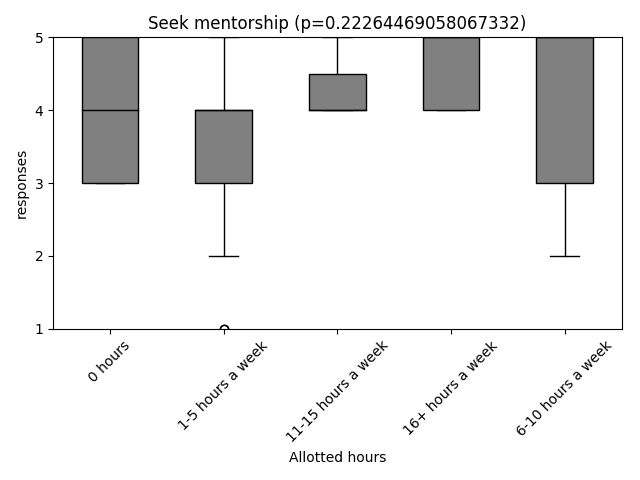 Seek mentorship (p=0.22264469058067332)
5
4
3
2
1
responses
0 hours
1-5 hours a week
11-15 hours a week
16+ hours a week
6-10 hours a week
Allotted hours